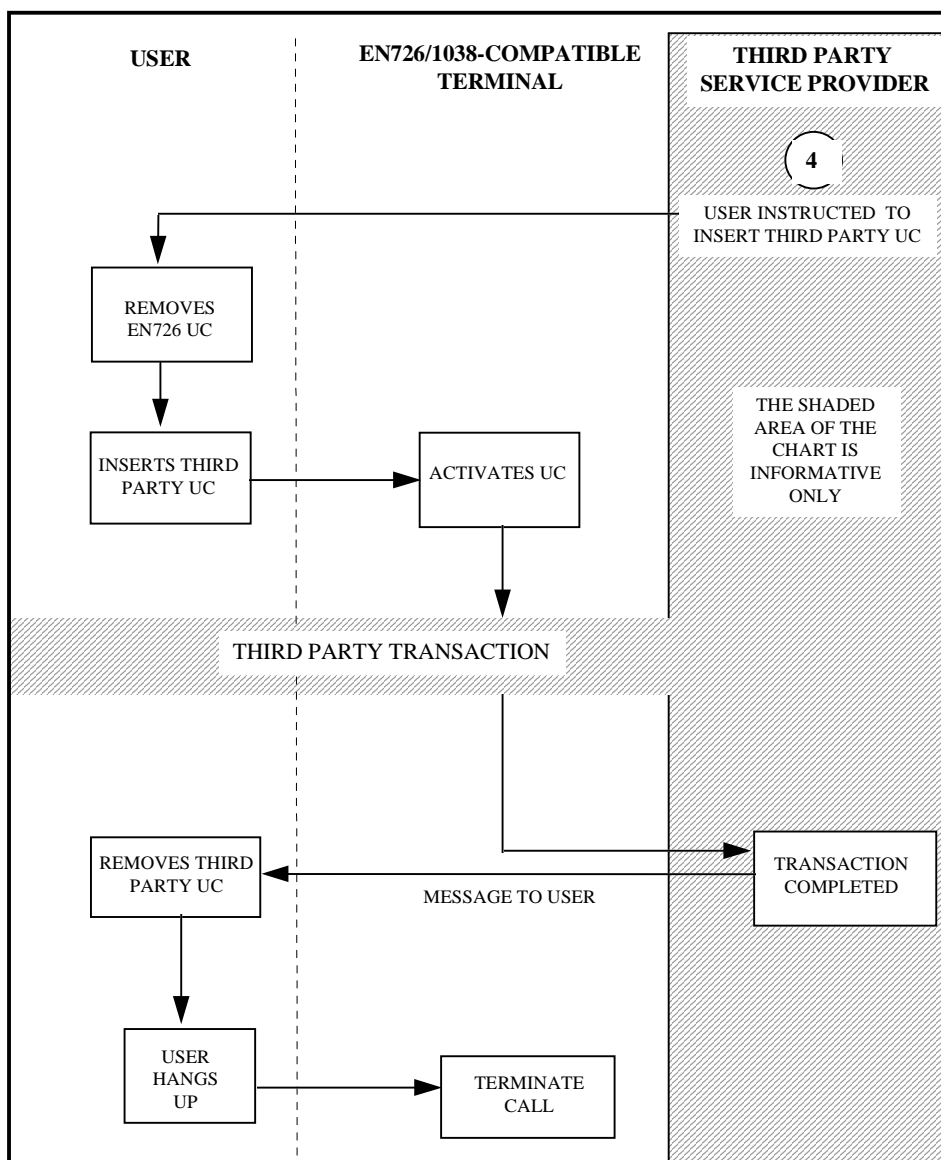 USER
EN726/1038-COMPATIBLE
TERMINAL
THIRD PARTY
SERVICE PROVIDER
4
USER INSTRUCTED TO
INSERT THIRD PARTY UC
REMOVES
EN726 UC
INSERTS THIRD
PARTY UC
ACTIVATES UC
THE SHADED
AREA OF THE
CHART IS
INFORMATIVE
ONLY
THIRD PARTY TRANSACTION
REMOVES THIRD
PARTY UC
MESSAGE TO USER
TRANSACTION
COMPLETED
USER
HANGS
UP
TERMINATE
CALL